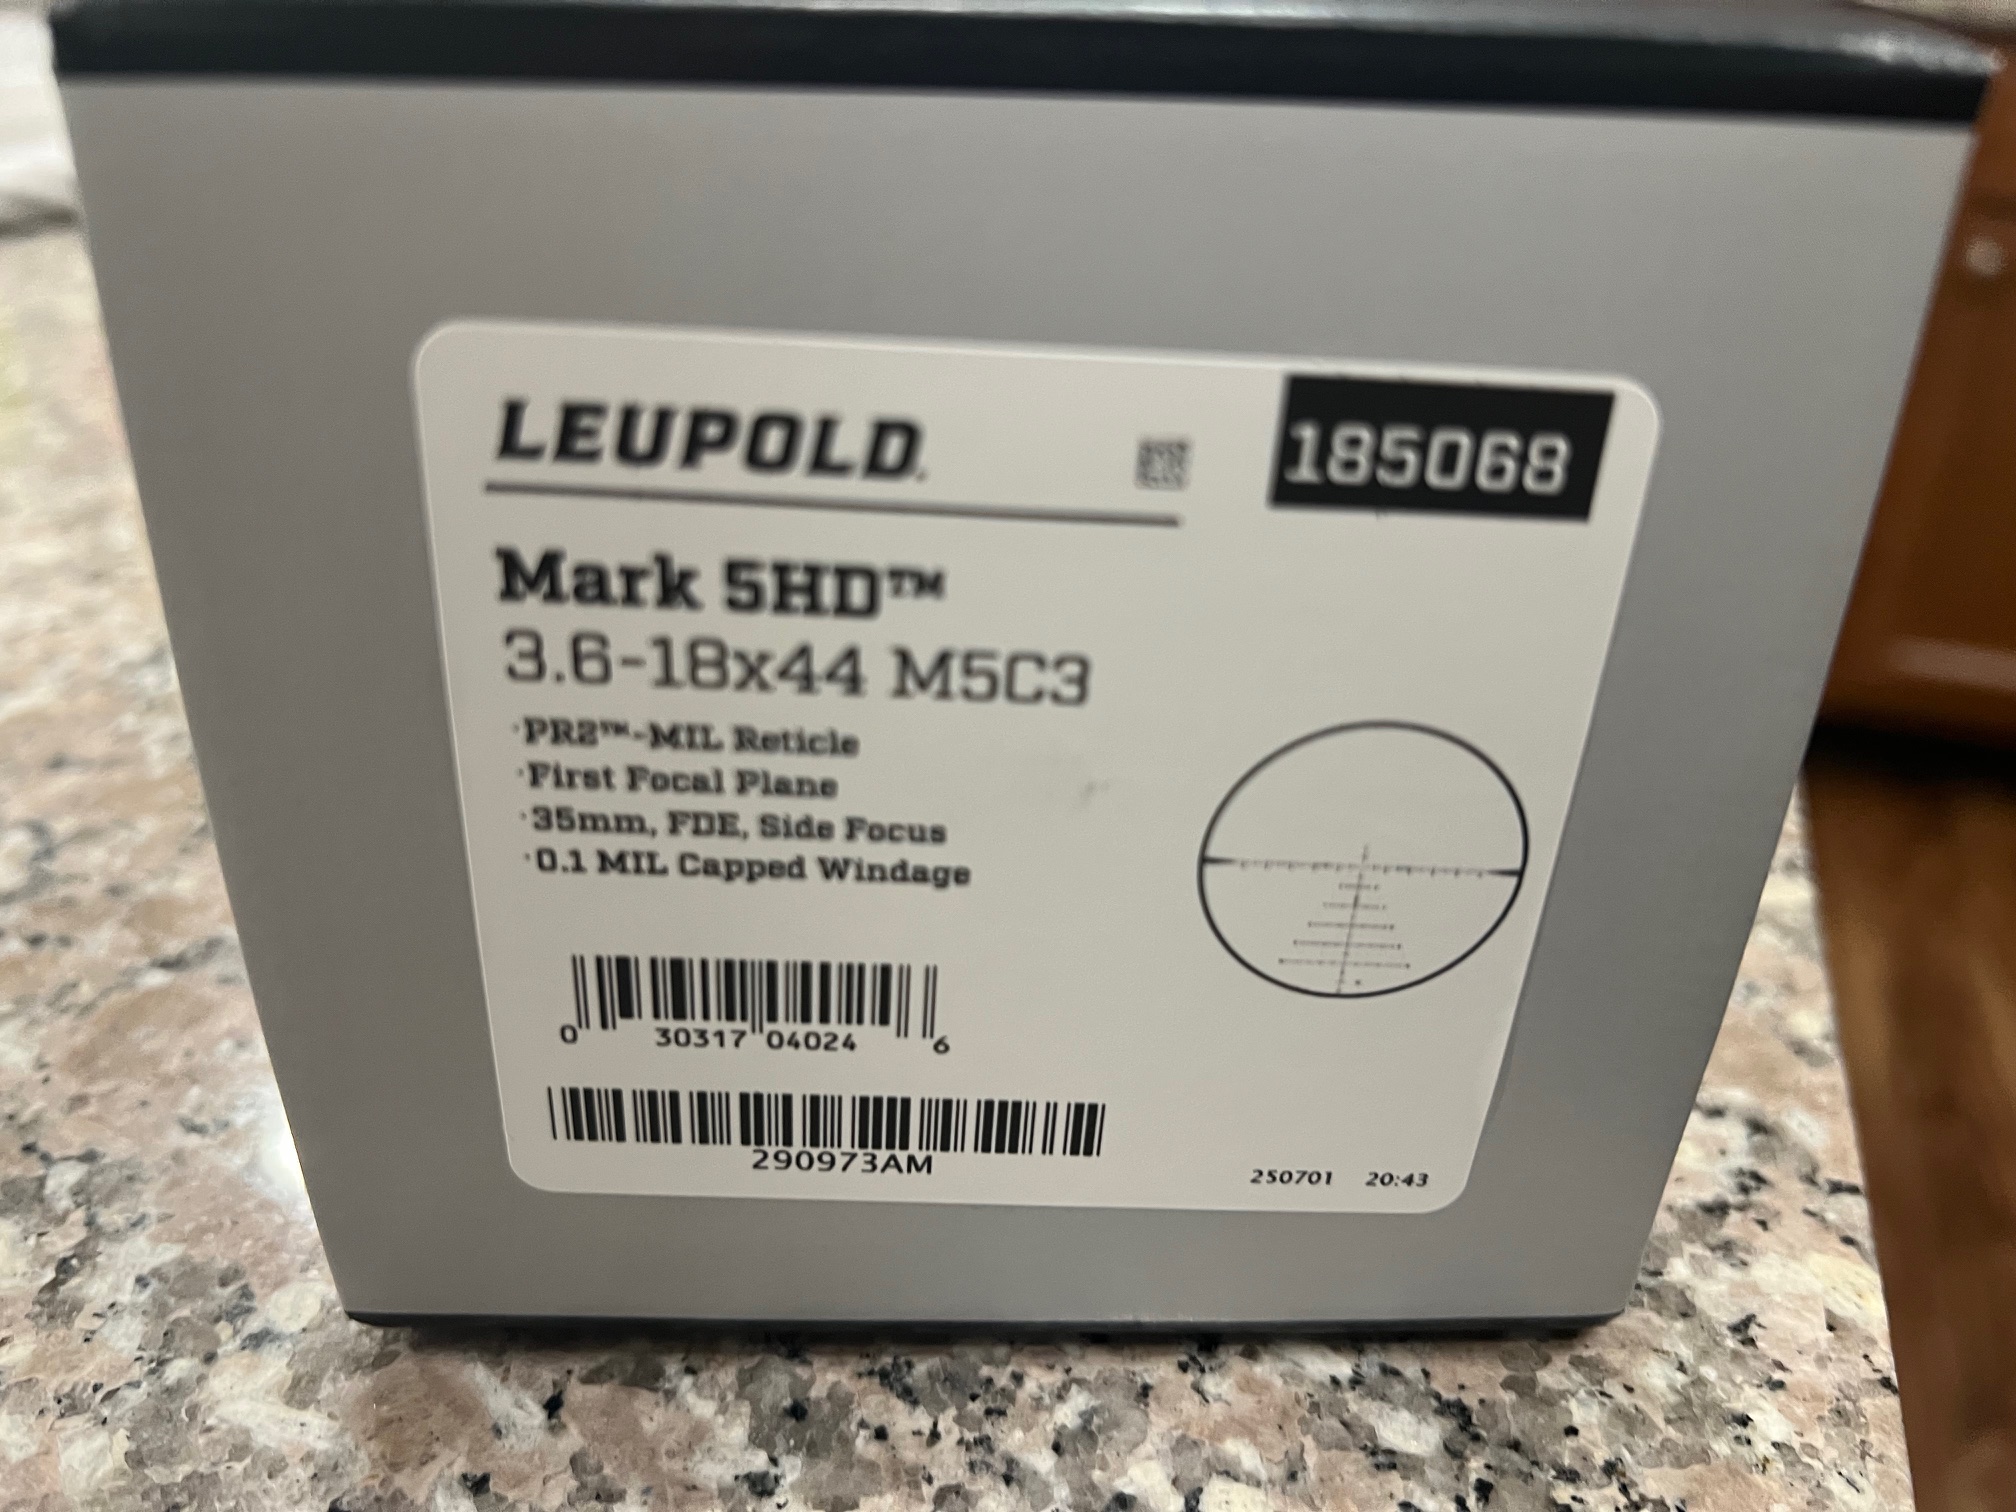 LEUPOLD.
185068
Mark 5HD™
3.6-18x44 M5C3
·PR2™-MIL Reticle
·First Focal Plane
·35mm, FDE, Side Focus
·0.1 MIL Capped Windage
0 30317 04024 6
290973AM
250701 20:43